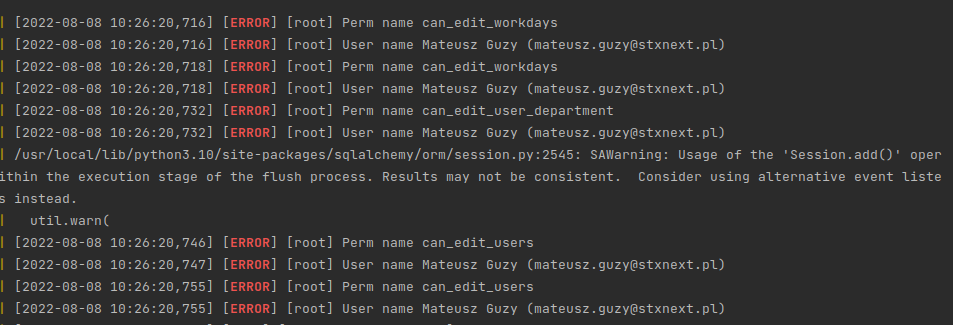 | [2022-08-08 10:26:20,716] [ERROR] [root] Perm name can_edit_workdays
| [2022-08-08 10:26:20,716] [ERROR] [root] User name Mateusz Guzy (mateusz.guzy@stxnext.pl)
| [2022-08-08 10:26:20,718] [ERROR] [root] Perm name can_edit_workdays
| [2022-08-08 10:26:20,718] [ERROR] [root] User name Mateusz Guzy (mateusz.guzy@stxnext.pl)
| [2022-08-08 10:26:20,732] [ERROR] [root] Perm name can_edit_user_department
| [2022-08-08 10:26:20,732] [ERROR] [root] User name Mateusz Guzy (mateusz.guzy@stxnext.pl)
| /usr/local/lib/python3.10/site-packages/sqlalchemy/orm/session.py:2545: SAWarning: Usage of the 'Session.add()' oper
ithin the execution stage of the flush process. Results may not be consistent.  Consider using alternative event liste
s instead.
|   util.warn(
| [2022-08-08 10:26:20,746] [ERROR] [root] Perm name can_edit_users
| [2022-08-08 10:26:20,747] [ERROR] [root] User name Mateusz Guzy (mateusz.guzy@stxnext.pl)
| [2022-08-08 10:26:20,755] [ERROR] [root] Perm name can_edit_users
| [2022-08-08 10:26:20,755] [ERROR] [root] User name Mateusz Guzy (mateusz.guzy@stxnext.pl)